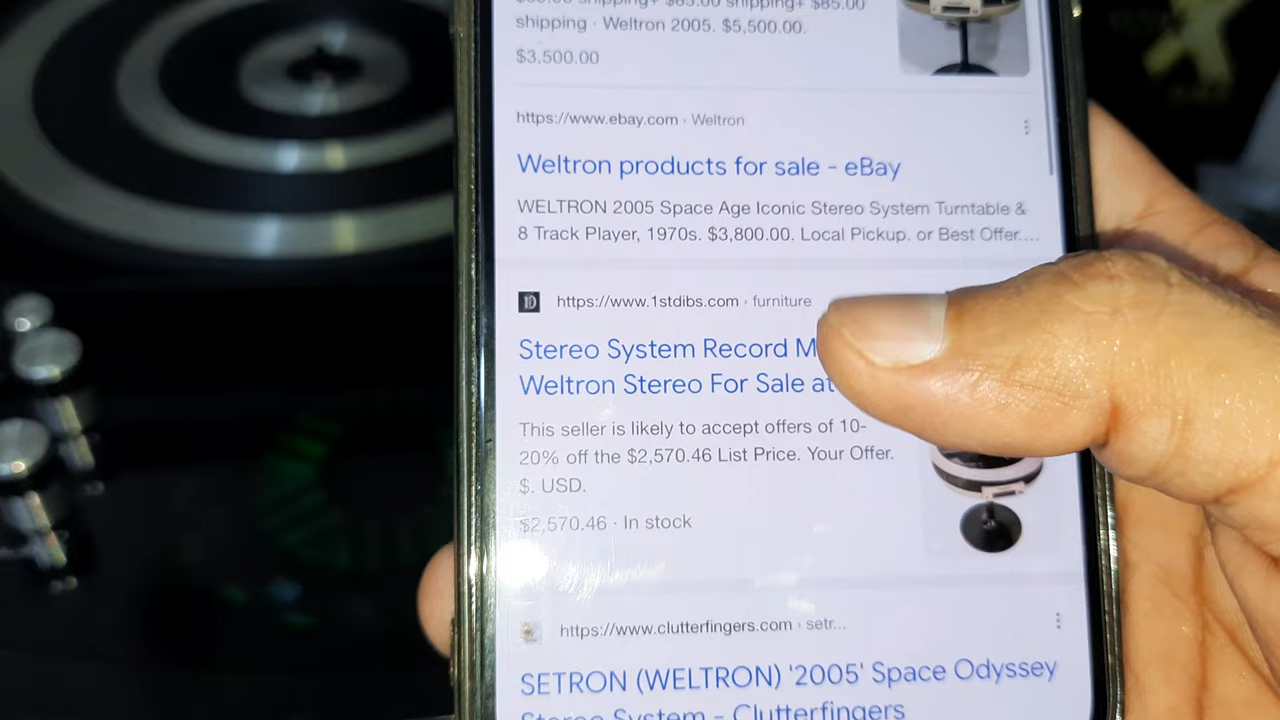 shipping+ $85.00
shipping · Weltron 2005. $5,500.00.
$3,500.00
https://www.ebay.com › Weltron
Weltron products for sale - eBay
WELTRON 2005 Space Age Iconic Stereo System Turntable &
8 Track Player, 1970s. $3,800.00. Local Pickup. or Best Offer....
https://www.1stdibs.com › furniture
Stereo System Record M
Weltron Stereo For Sale at
This seller is likely to accept offers of 10-
20% off the $2,570.46 List Price. Your Offer.
$. USD.
$2,570.46 · In stock
https://www.clutterfingers.com › setr...
SETRON (WELTRON) '2005' Space Odyssey
Stereo System - Clutterfingers